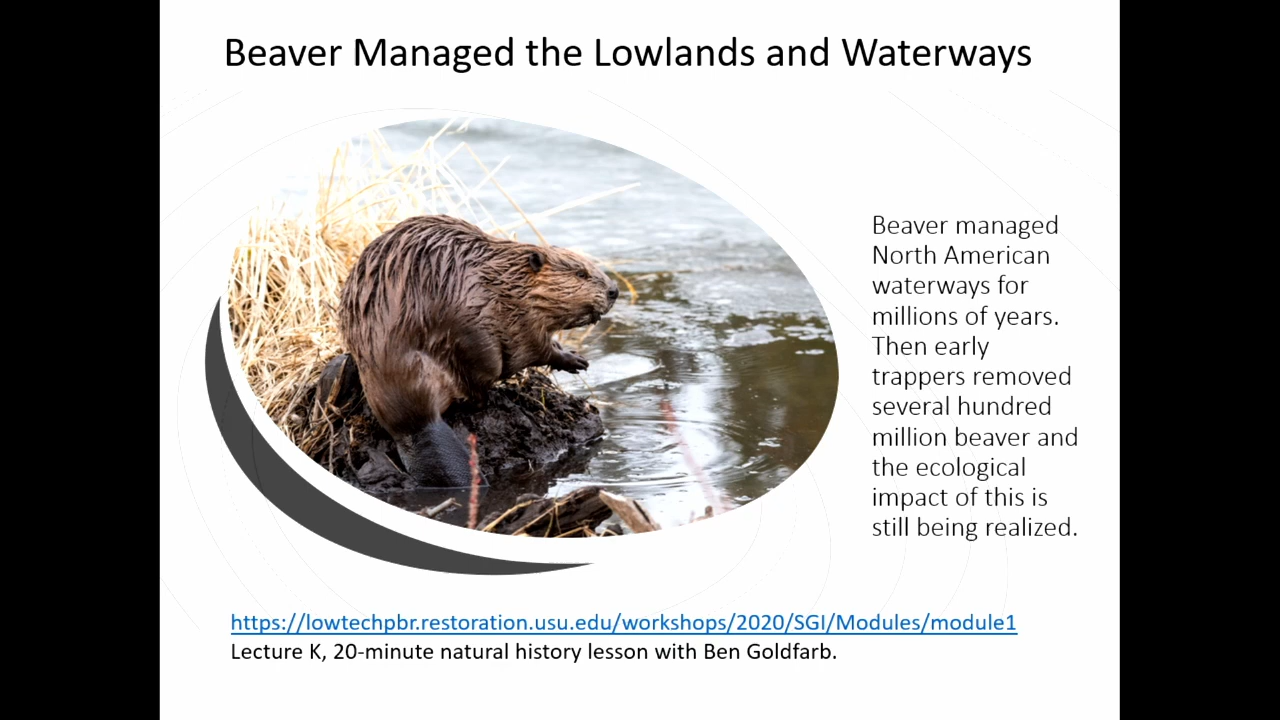 Beaver Managed the Lowlands and Waterways
Beaver managed
North American
waterways for
millions of years.
Then early
trappers removed
several hundred
million beaver and
the ecological
impact of this is
still being realized.
https://lowtechpbr.restoration.usu.edu/workshops/2020/SGI/Modules/module1
Lecture K, 20-minute natural history lesson with Ben Goldfarb.